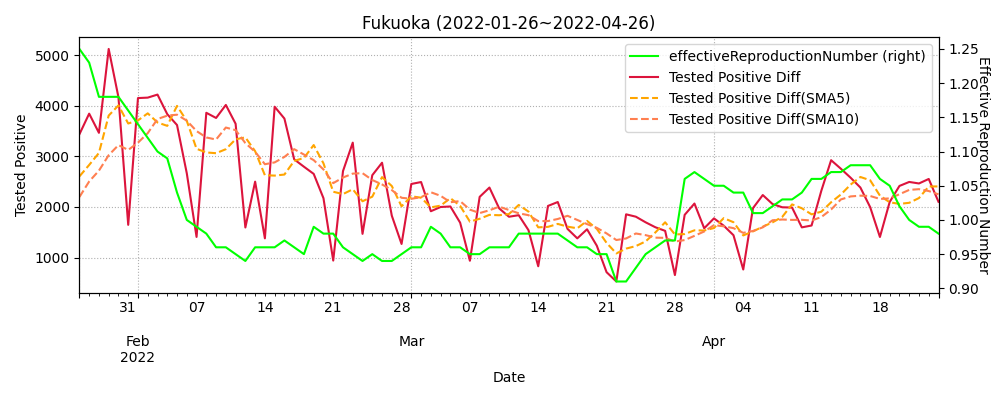 Fukuoka (2022-01-26~2022-04-26)
effectiveReproductionNumber (right)
Tested Positive Diff
Tested Positive Diff(SMA5)
Tested Positive Diff(SMA10)
Tested Positive
5000
4000
3000
2000
1000
1.25
1.20
1.15
1.10
1.05
1.00
0.95
0.90
Effective Reproduction Number
31 07 14 21 28 07 14 21 28 04 11 18
Feb Mar Apr
2022
Date